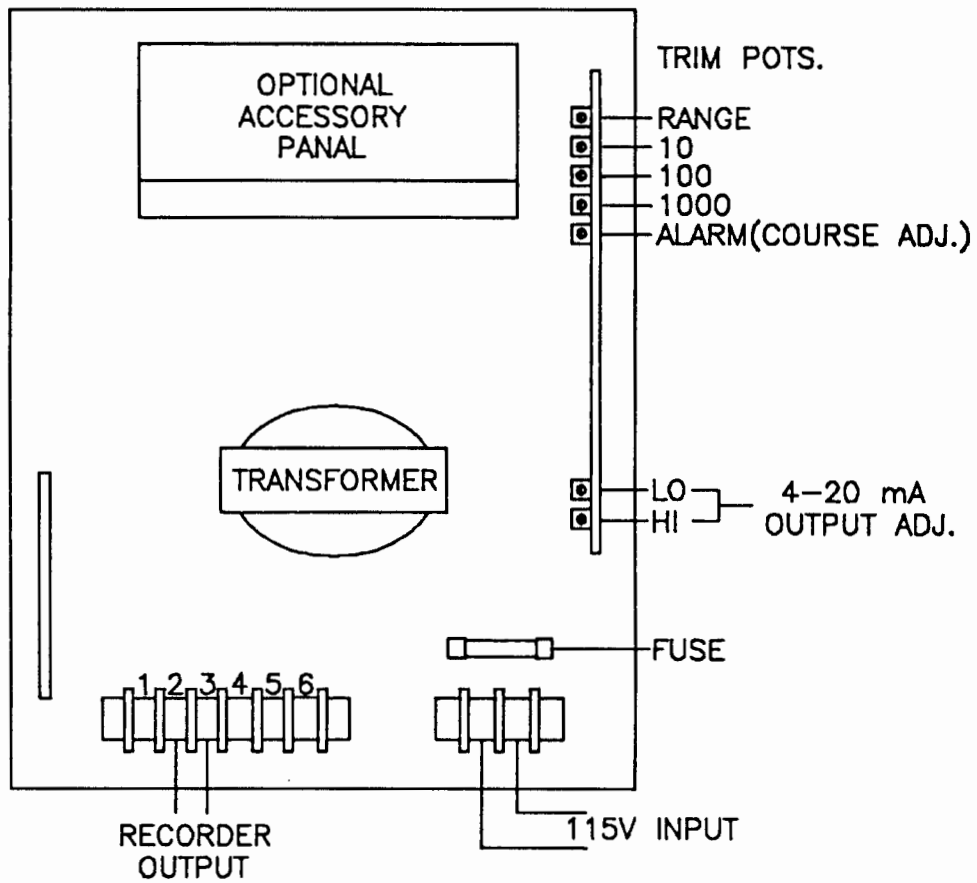 TRIM POTS.
OPTIONAL
ACCESSORY
PANAL
RANGE
10
100
1000
ALARM(COURSE ADJ.)
TRANSFORMER
LO
HI
4-20 mA
OUTPUT ADJ.
FUSE
1 2 3 4 5 6
RECORDER
OUTPUT
115V INPUT